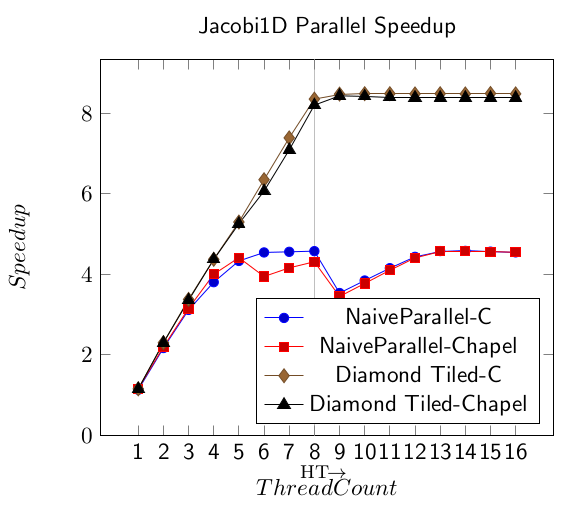 Jacobi1D Parallel Speedup
8
6
4
2
0
Speedup
NaiveParallel-C
NaiveParallel-Chapel
Diamond Tiled-C
Diamond Tiled-Chapel
1 2 3 4 5 6 7 8 9 10 11 12 13 14 15 16
HT→
ThreadCount